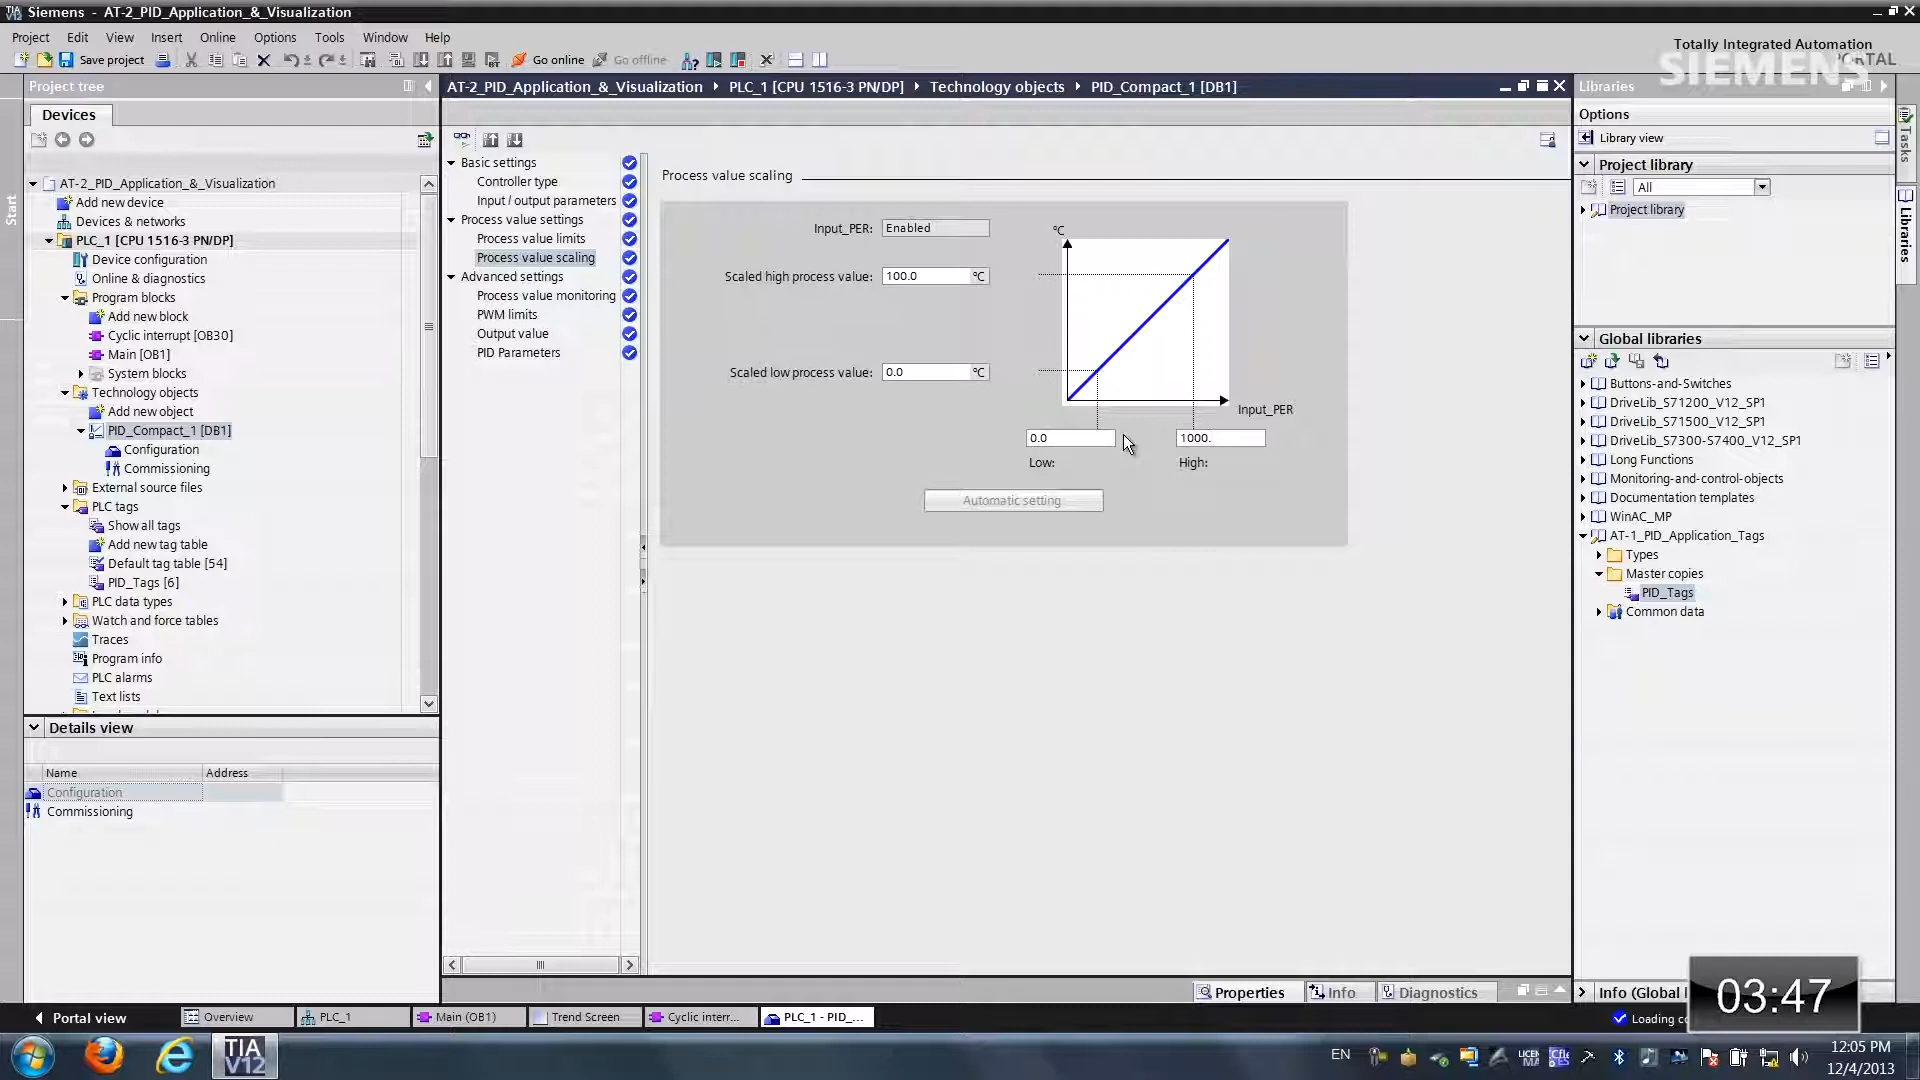 Siemens - AT-2_PID_Application_&_Visualization
Project Edit View Insert Online Options Tools Window Help
Totally Integrated Automation
PORTAL
SIEMENS
Save project
Go online
Go offline
Project tree
AT-2_PID_Application_&_Visualization PLC_1 [CPU 1516-3 PN/DP] Technology objects PID_Compact_1 [DB1]
Libraries
Devices
Start
AT-2_PID_Application_&_Visualization
Add new device
Devices & networks
PLC_1 [CPU 1516-3 PN/DP]
Device configuration
Online & diagnostics
Program blocks
Add new block
Cyclic interrupt [OB30]
Main [OB1]
System blocks
Technology objects
Add new object
PID_Compact_1 [DB1]
Configuration
Commissioning
External source files
PLC tags
Show all tags
Add new tag table
Default tag table [54]
PID_Tags [6]
PLC data types
Watch and force tables
Traces
Program info
PLC alarms
Text lists
Details view
Name Address
Configuration
Commissioning
Basic settings
Controller type
Input / output parameters
Process value settings
Process value limits
Process value scaling
Advanced settings
Process value monitoring
PWM limits
Output value
PID Parameters
Process value scaling
Input_PER: Enabled
Scaled high process value: 100.0 °C
Scaled low process value: 0.0 °C
°C
Input_PER
0.0 1000.
Low: High:
Automatic setting
Properties Info Diagnostics
Options
Library view
Project library
All
Project library
Global libraries
Buttons-and-Switches
DriveLib_S71200_V12_SP1
DriveLib_S71500_V12_SP1
DriveLib_S7300-S7400_V12_SP1
Long Functions
Monitoring-and-control-objects
Documentation templates
WinAC_MP
AT-1_PID_Application_Tags
Types
Master copies
PID_Tags
Common data
Info (Global
Tasks
Libraries
03:47
Portal view Overview PLC_1 Main (OB1) Trend Screen Cyclic interr... PLC_1 - PID_...
Loading
TIA
V12
EN
12:05 PM
12/4/2013